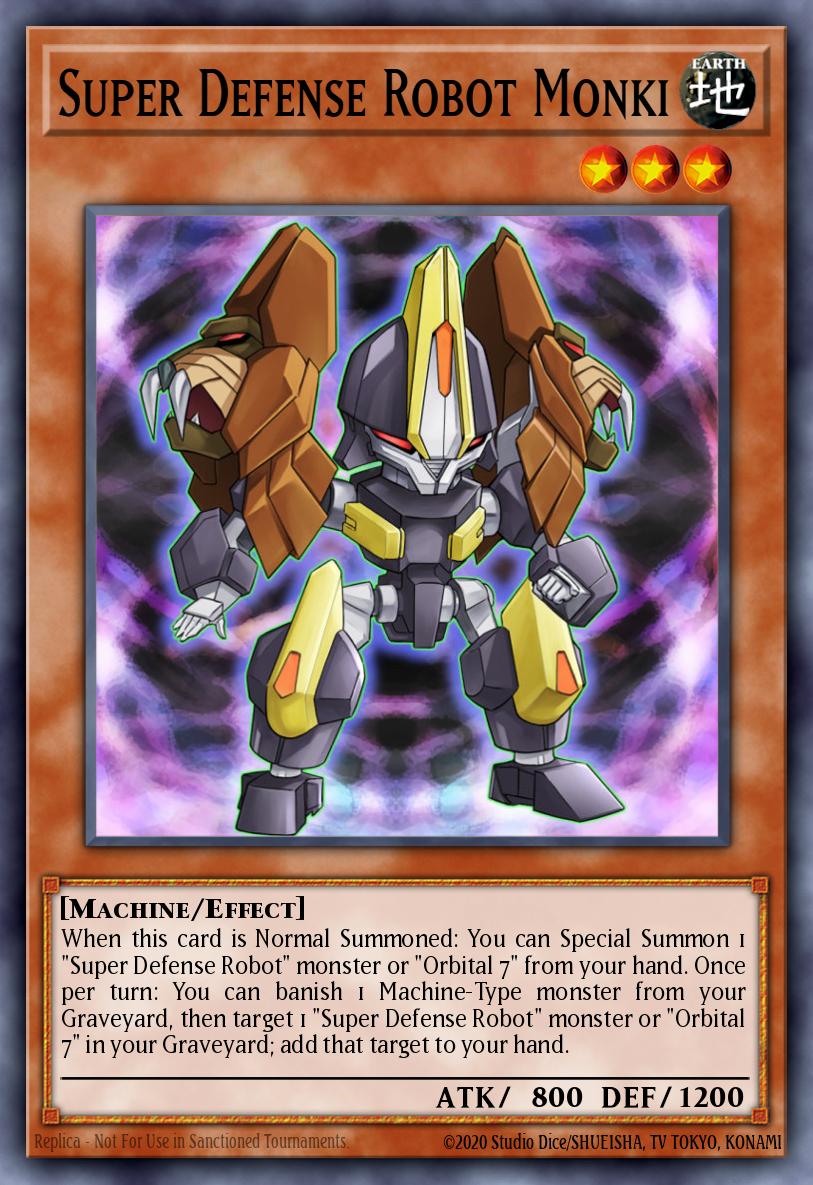 Super Defense Robot Monki
EARTH
地
[Machine/Effect]
When this card is Normal Summoned: You can Special Summon 1
"Super Defense Robot" monster or "Orbital 7" from your hand. Once
per turn: You can banish 1 Machine-Type monster from your
Graveyard, then target 1 "Super Defense Robot" monster or "Orbital
7" in your Graveyard; add that target to your hand.
ATK/ 800 DEF/1200
Replica - Not For Use in Sanctioned Tournaments.
©2020 Studio Dice/SHUEISHA, TV TOKYO, KONAMI